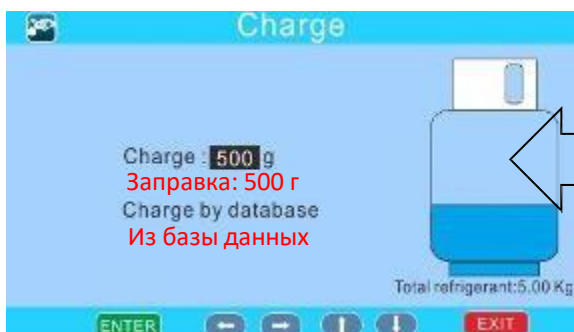 Charge
Charge : 500 g
Заправка: 500 г
Charge by database
Из базы данных
Total refrigerant:5.00 Kg
ENTER
EXIT